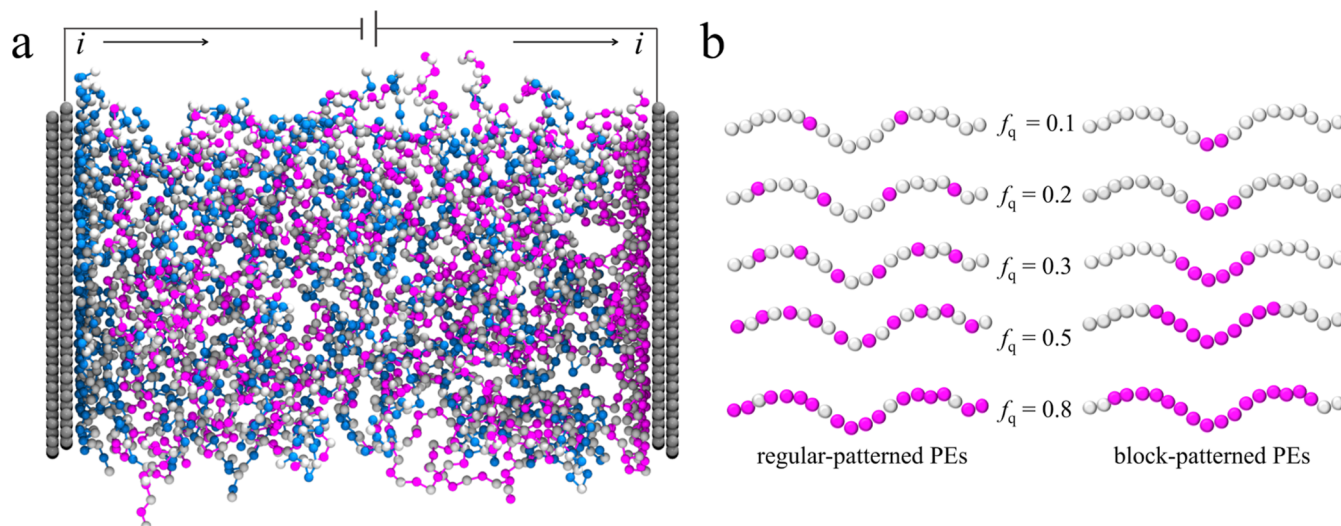 a
i
i
b
f_q = 0.1
f_q = 0.2
f_q = 0.3
f_q = 0.5
f_q = 0.8
regular-patterned PEs
block-patterned PEs